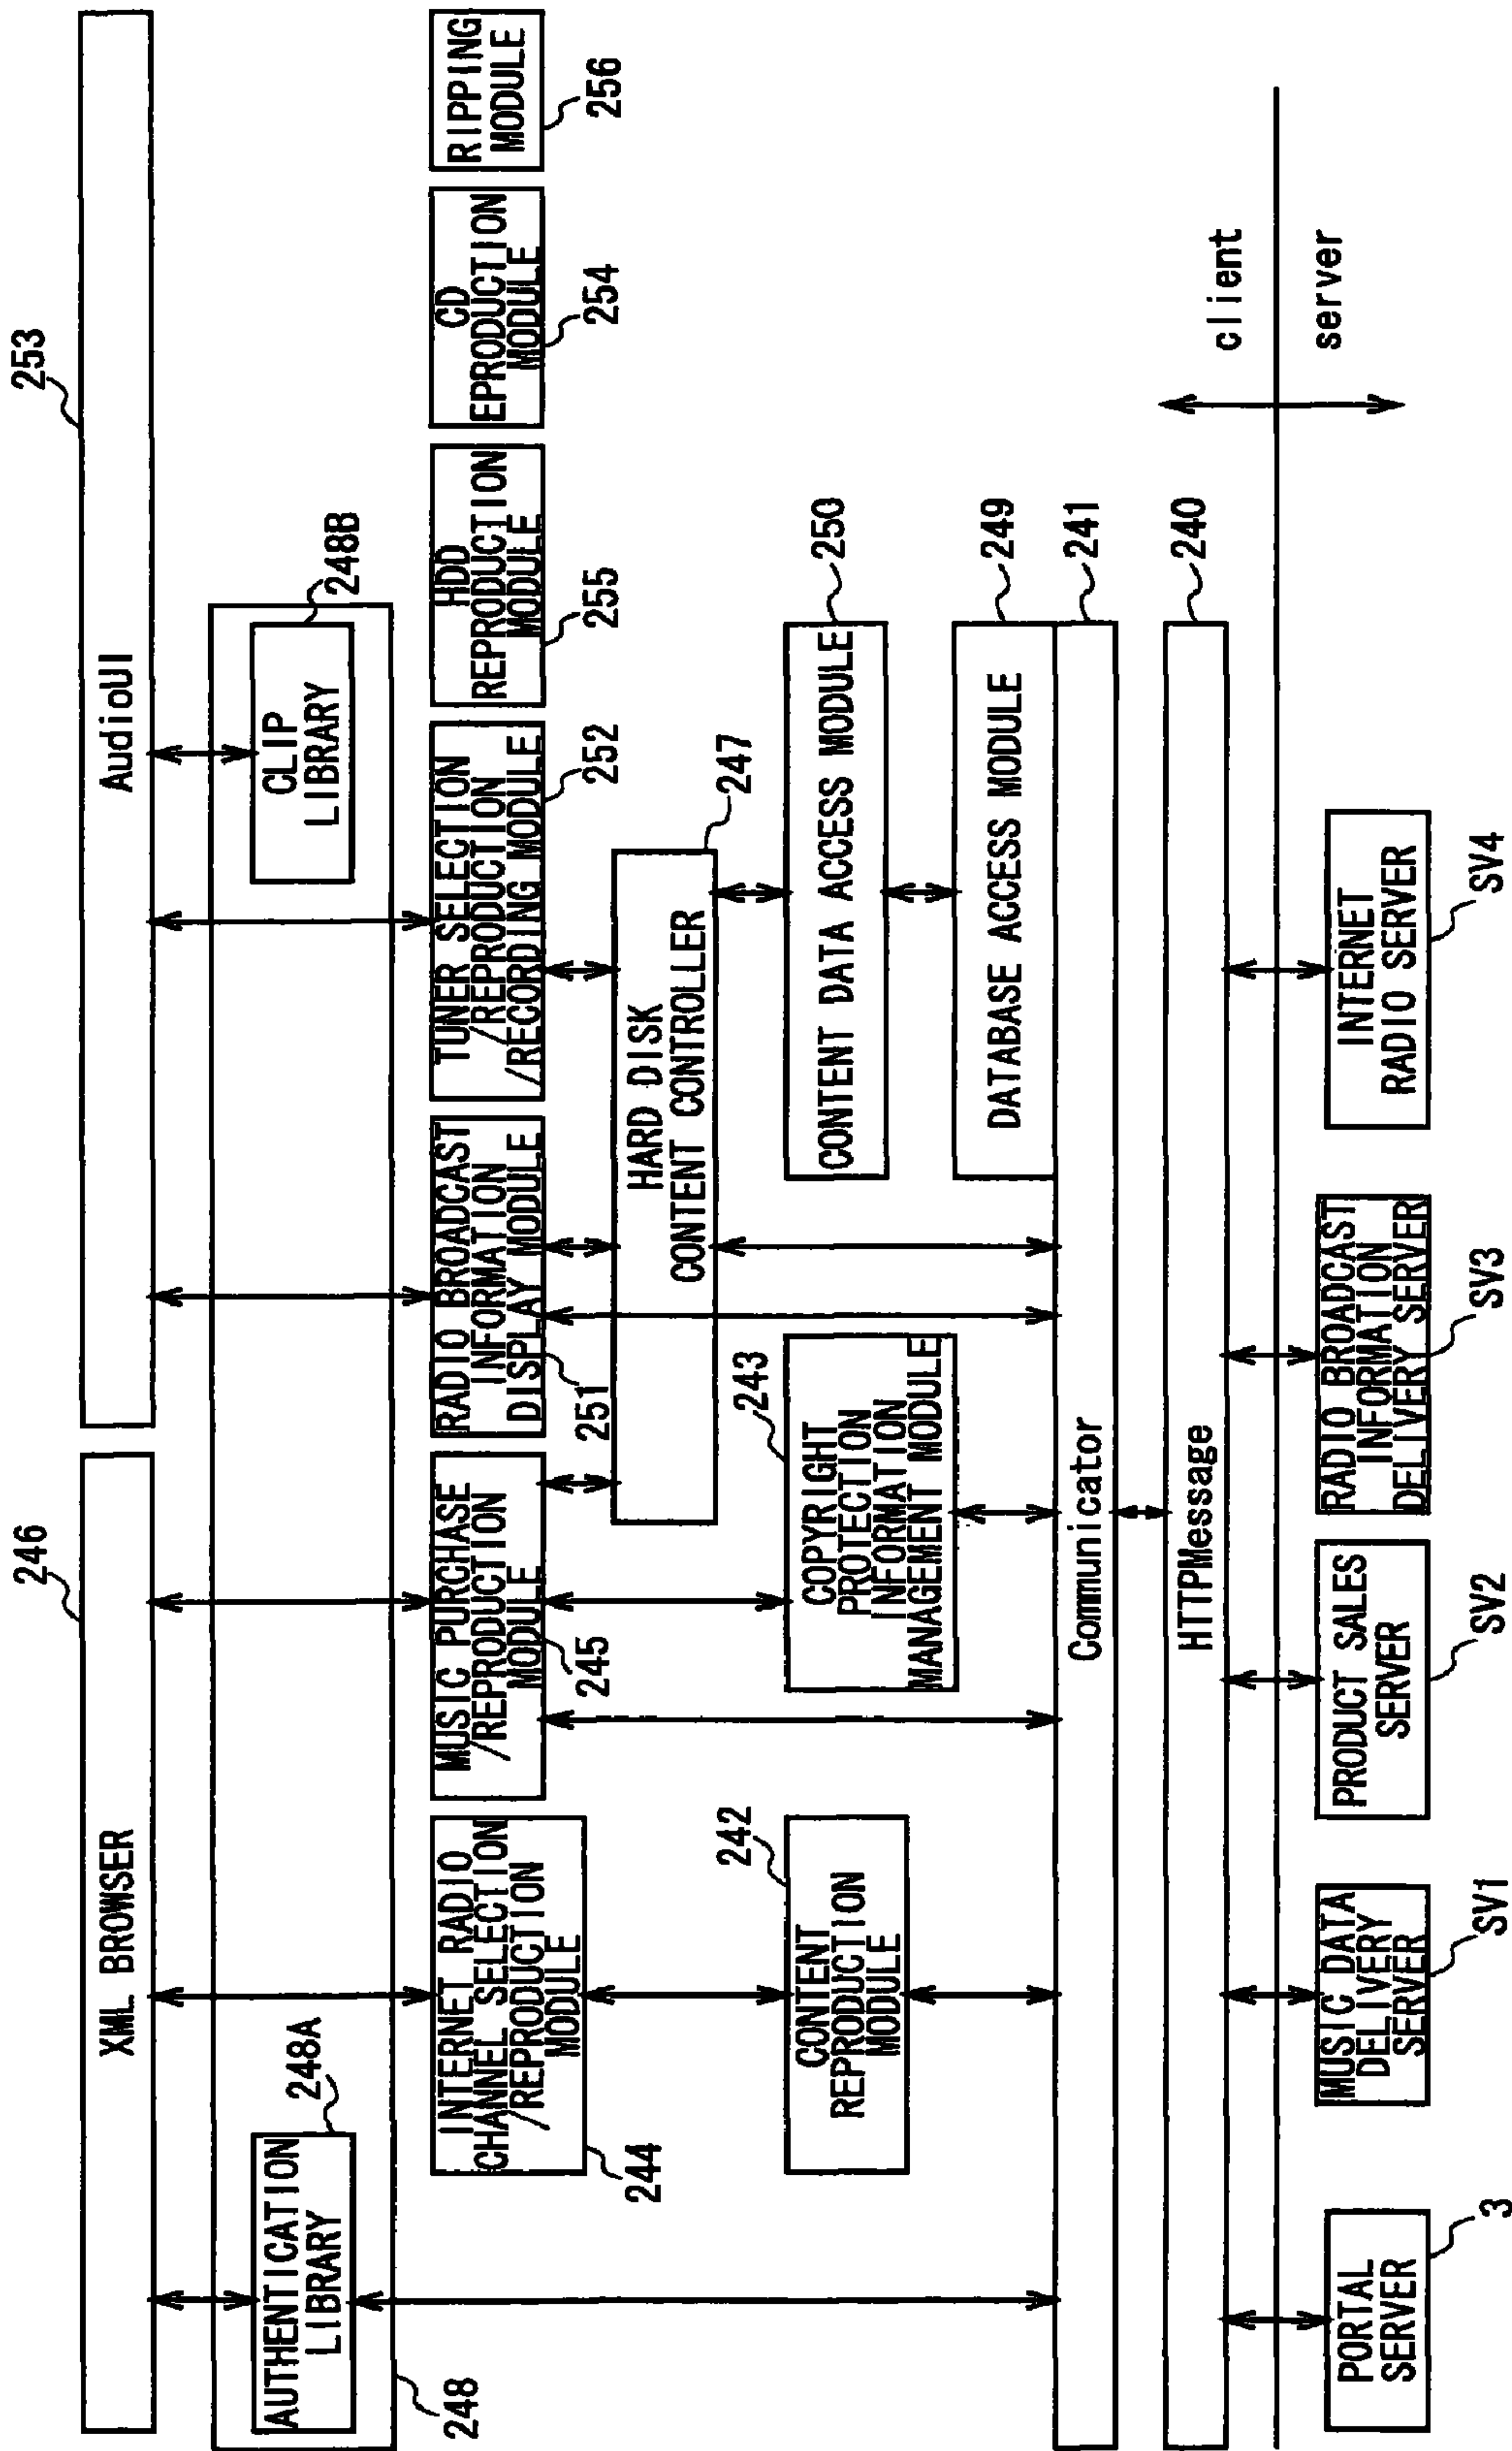 246
253
XML BROWSER
AudioUI
248
AUTHENTICATION
LIBRARY
248A
CLIP
LIBRARY
248B
INTERNET RADIO
CHANNEL SELECTION
/REPRODUCTION
MODULE
244
MUSIC PURCHASE
/REPRODUCTION
MODULE
245
RADIO BROADCAST
INFORMATION
DISPLAY MODULE
251
TUNER SELECTION
/REPRODUCTION
/RECORDING MODULE
252
HDD
REPRODUCTION
MODULE
255
CD
EPRODUCTION
MODULE
254
RIPPING
MODULE
256
HARD DISK
CONTENT CONTROLLER
247
CONTENT
REPRODUCTION
MODULE
242
COPYRIGHT
PROTECTION
INFORMATION
MANAGEMENT MODULE
243
CONTENT DATA ACCESS MODULE
250
DATABASE ACCESS MODULE
249
Communicator
241
HTTPMessage
240
client
server
PORTAL
SERVER
3
MUSIC DATA
DELIVERY
SERVER
SV1
PRODUCT SALES
SERVER
SV2
RADIO BROADCAST
INFORMATION
DELIVERY SERVER
SV3
INTERNET
RADIO SERVER
SV4